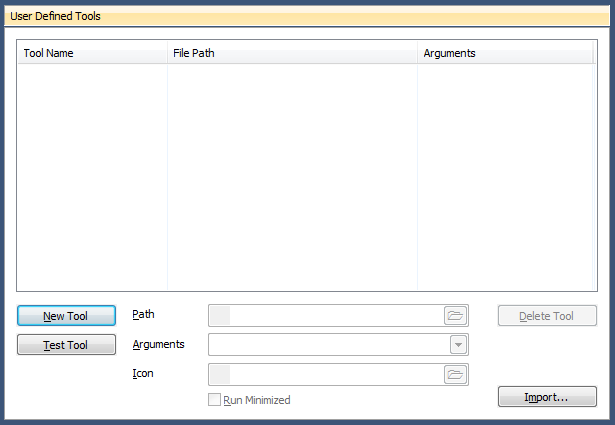 User Defined Tools
Tool Name File Path Arguments
New Tool Path Delete Tool
Test Tool Arguments
Icon
Run Minimized Import...